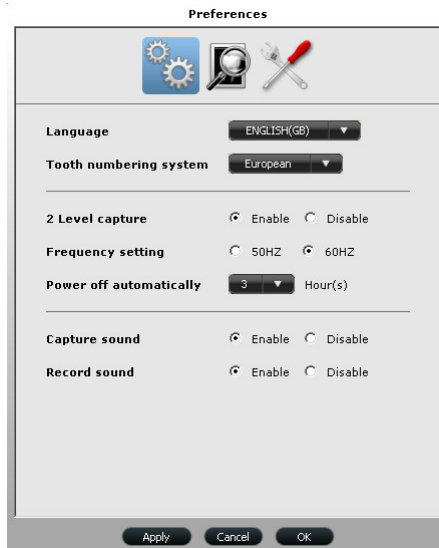 Preferences
Language ENGLISH(GB)
Tooth numbering system European
2 Level capture Enable Disable
Frequency setting 50HZ 60HZ
Power off automatically 3 Hour(s)
Capture sound Enable Disable
Record sound Enable Disable
Apply Cancel OK